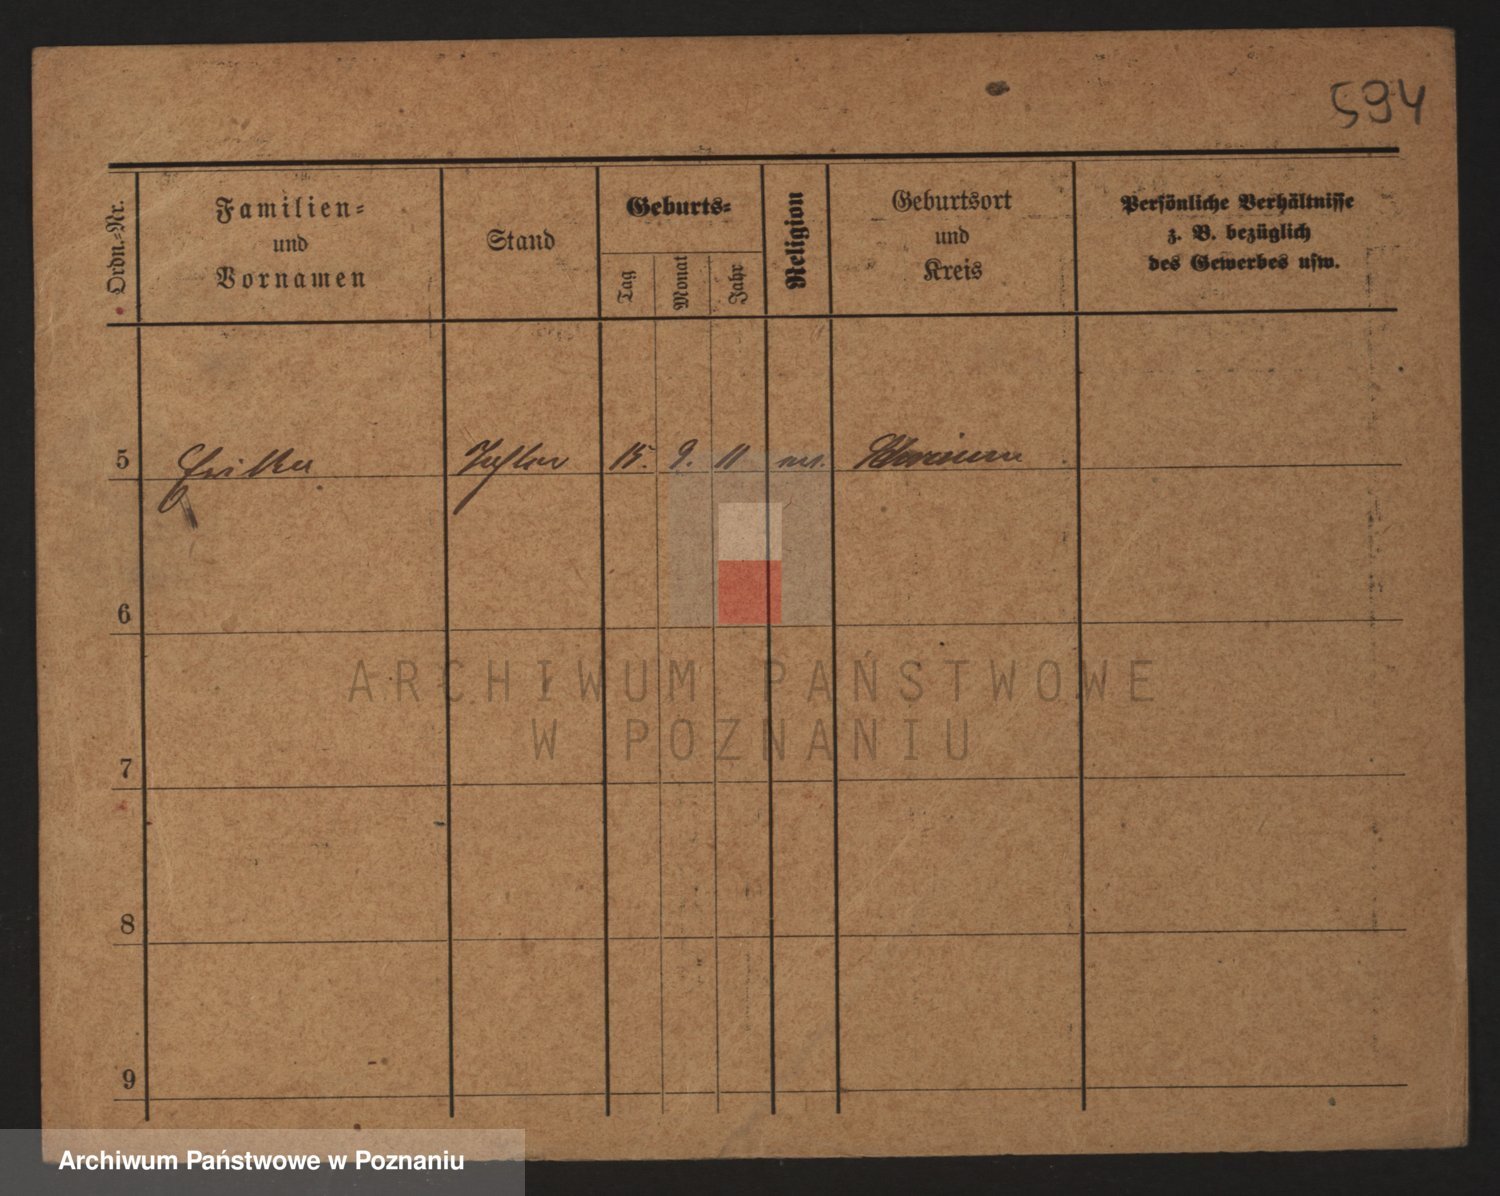 594
Ordn.-Nr.
Familien-
und
Vornamen
Stand
Geburts-
Tag
Monat
Jahr
Religion
Geburtsort
und
Kreis
Persönliche Verhältnisse
z. B. bezüglich
des Gewerbes usw.
5 15. 9. 11
6
ARCHIWUM PAŃSTWOWE
W POZNANIU
7
8
9
Archiwum Państwowe w Poznaniu